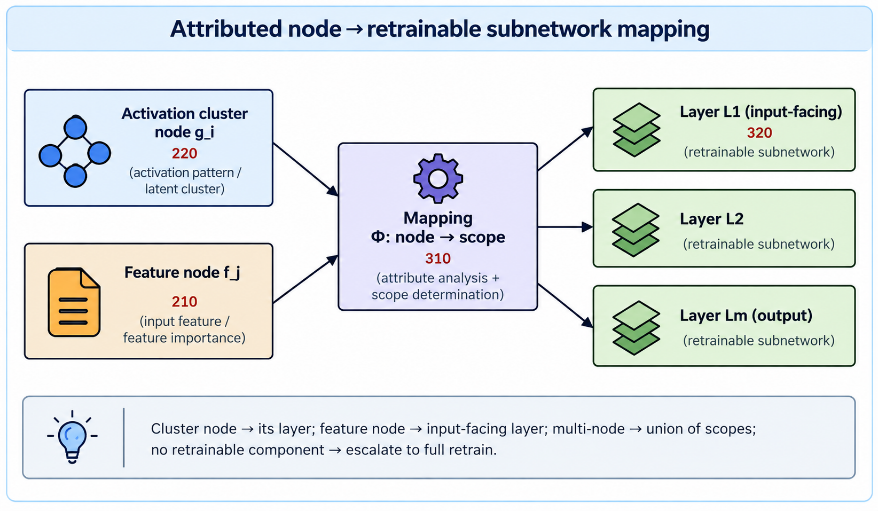 Attributed node → retrainable subnetwork mapping
Activation cluster
node g_i
220
(activation pattern /
latent cluster)
Feature node f_j
210
(input feature /
feature importance)
Mapping
Φ: node → scope
310
(attribute analysis +
scope determination)
Layer L1 (input-facing)
320
(retrainable subnetwork)
Layer L2
(retrainable subnetwork)
Layer Lm (output)
(retrainable subnetwork)
Cluster node → its layer; feature node → input-facing layer; multi-node → union of scopes;
no retrainable component → escalate to full retrain.